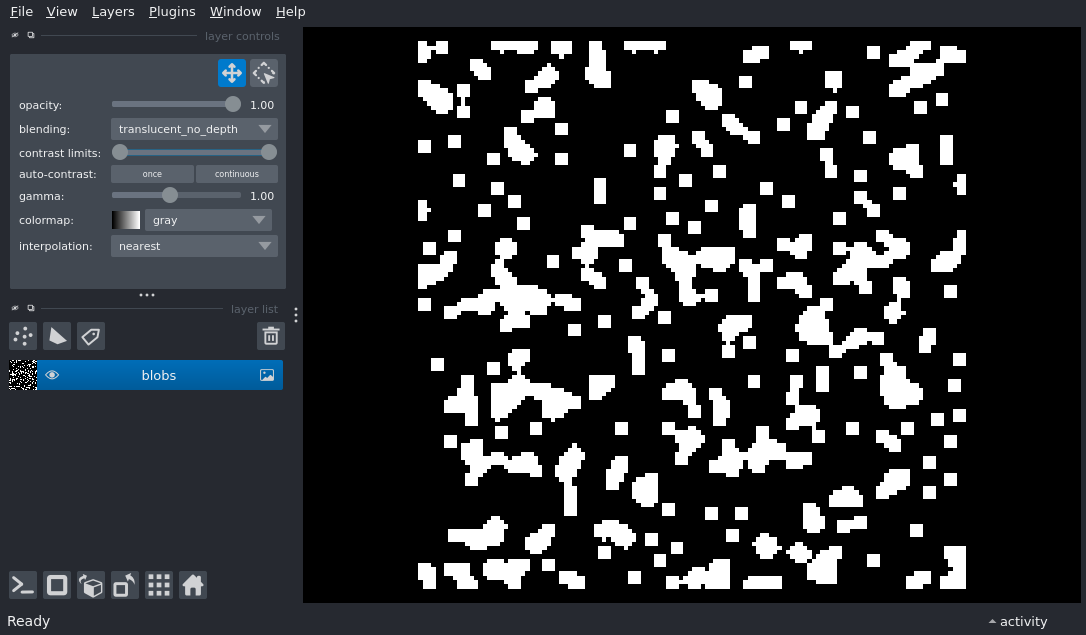 File View Layers Plugins Window Help
layer controls
opacity: 1.00
blending: translucent_no_depth
contrast limits:
auto-contrast: once continuous
gamma: 1.00
colormap: gray
interpolation: nearest
layer list
blobs
Ready activity